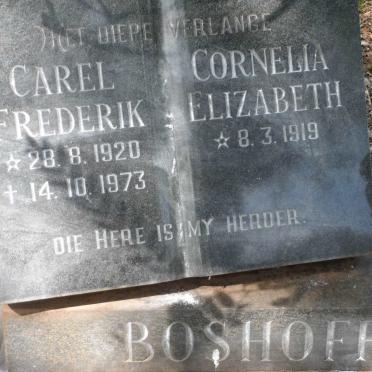 MET DIEPE VERLANGE
CAREL
FREDERIK
☆ 28.8.1920
† 14.10.1973
CORNELIA
ELIZABETH
☆ 8.3.1919
DIE HERE IS MY HERDER.
BOSHOFF